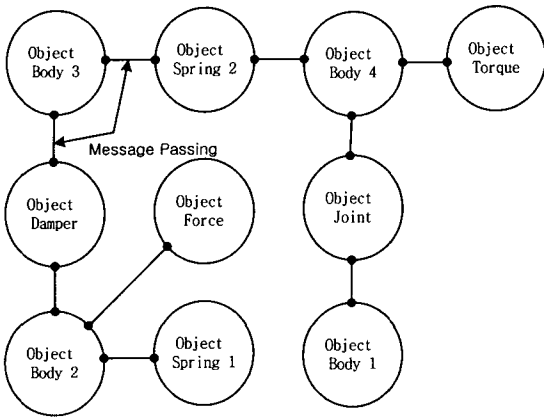 Object
Body 3
Object
Spring 2
Object
Body 4
Object
Torque
Message Passing
Object
Damper
Object
Force
Object
Joint
Object
Body 2
Object
Spring 1
Object
Body 1